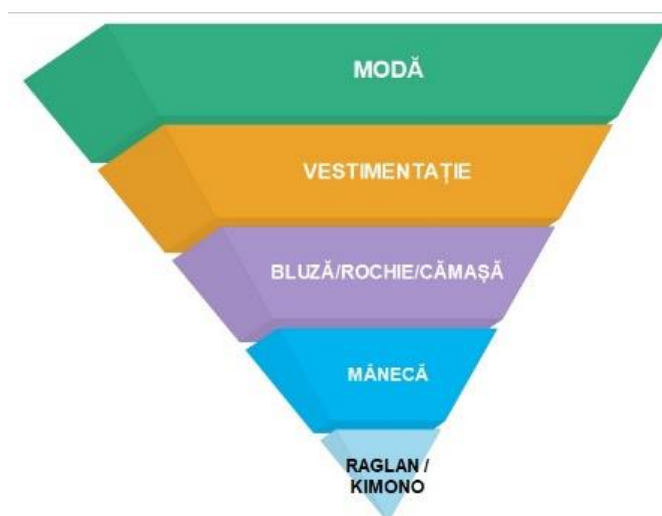 MODĂ
VESTIMENTAȚIE
BLUZĂ/ROCHIE/CĂMAȘĂ
MÂNECĂ
RAGLAN /
KIMONO